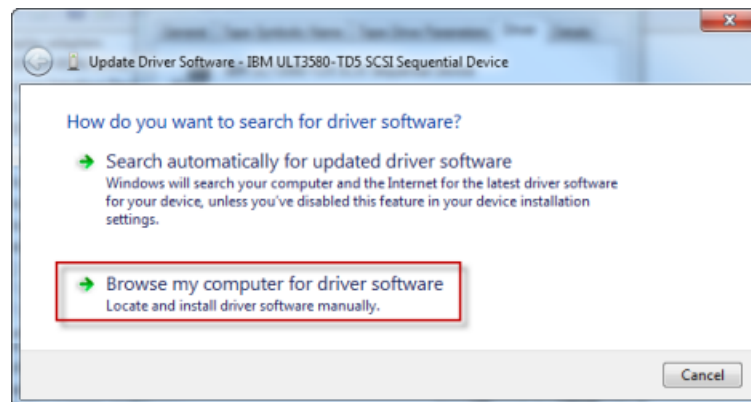 Update Driver Software - IBM ULT3580-TD5 SCSI Sequential Device
How do you want to search for driver software?
Search automatically for updated driver software
Windows will search your computer and the Internet for the latest driver software
for your device, unless you've disabled this feature in your device installation
settings.
Browse my computer for driver software
Locate and install driver software manually.
Cancel